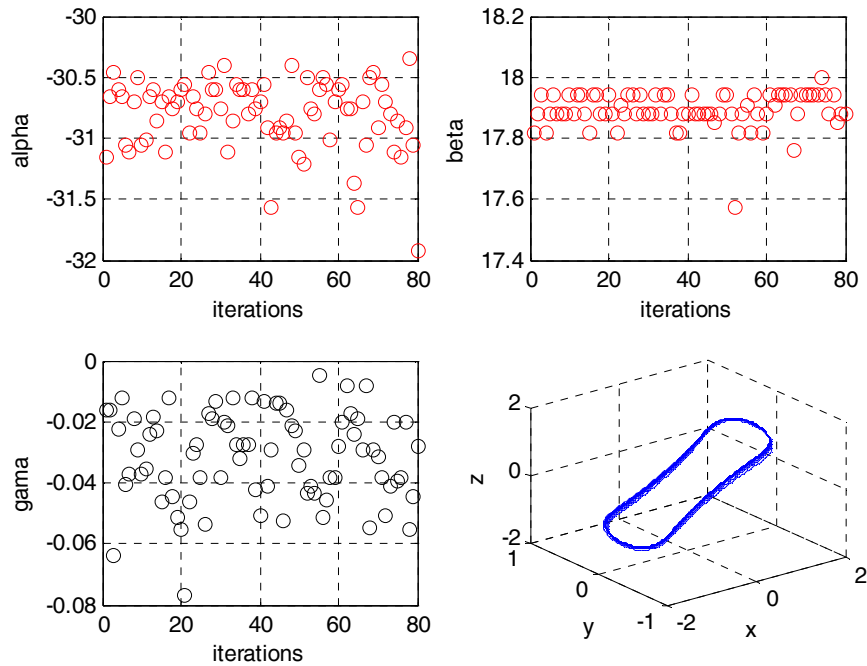 -30
-30.5
-31
-31.5
-32
alpha
0 20 40 60 80
iterations
18.2
18
17.8
17.6
17.4
beta
0 20 40 60 80
iterations
0
-0.02
-0.04
-0.06
-0.08
gama
0 20 40 60 80
iterations
2
0
-2
z
1
0
-1
y
-2
0
2
x